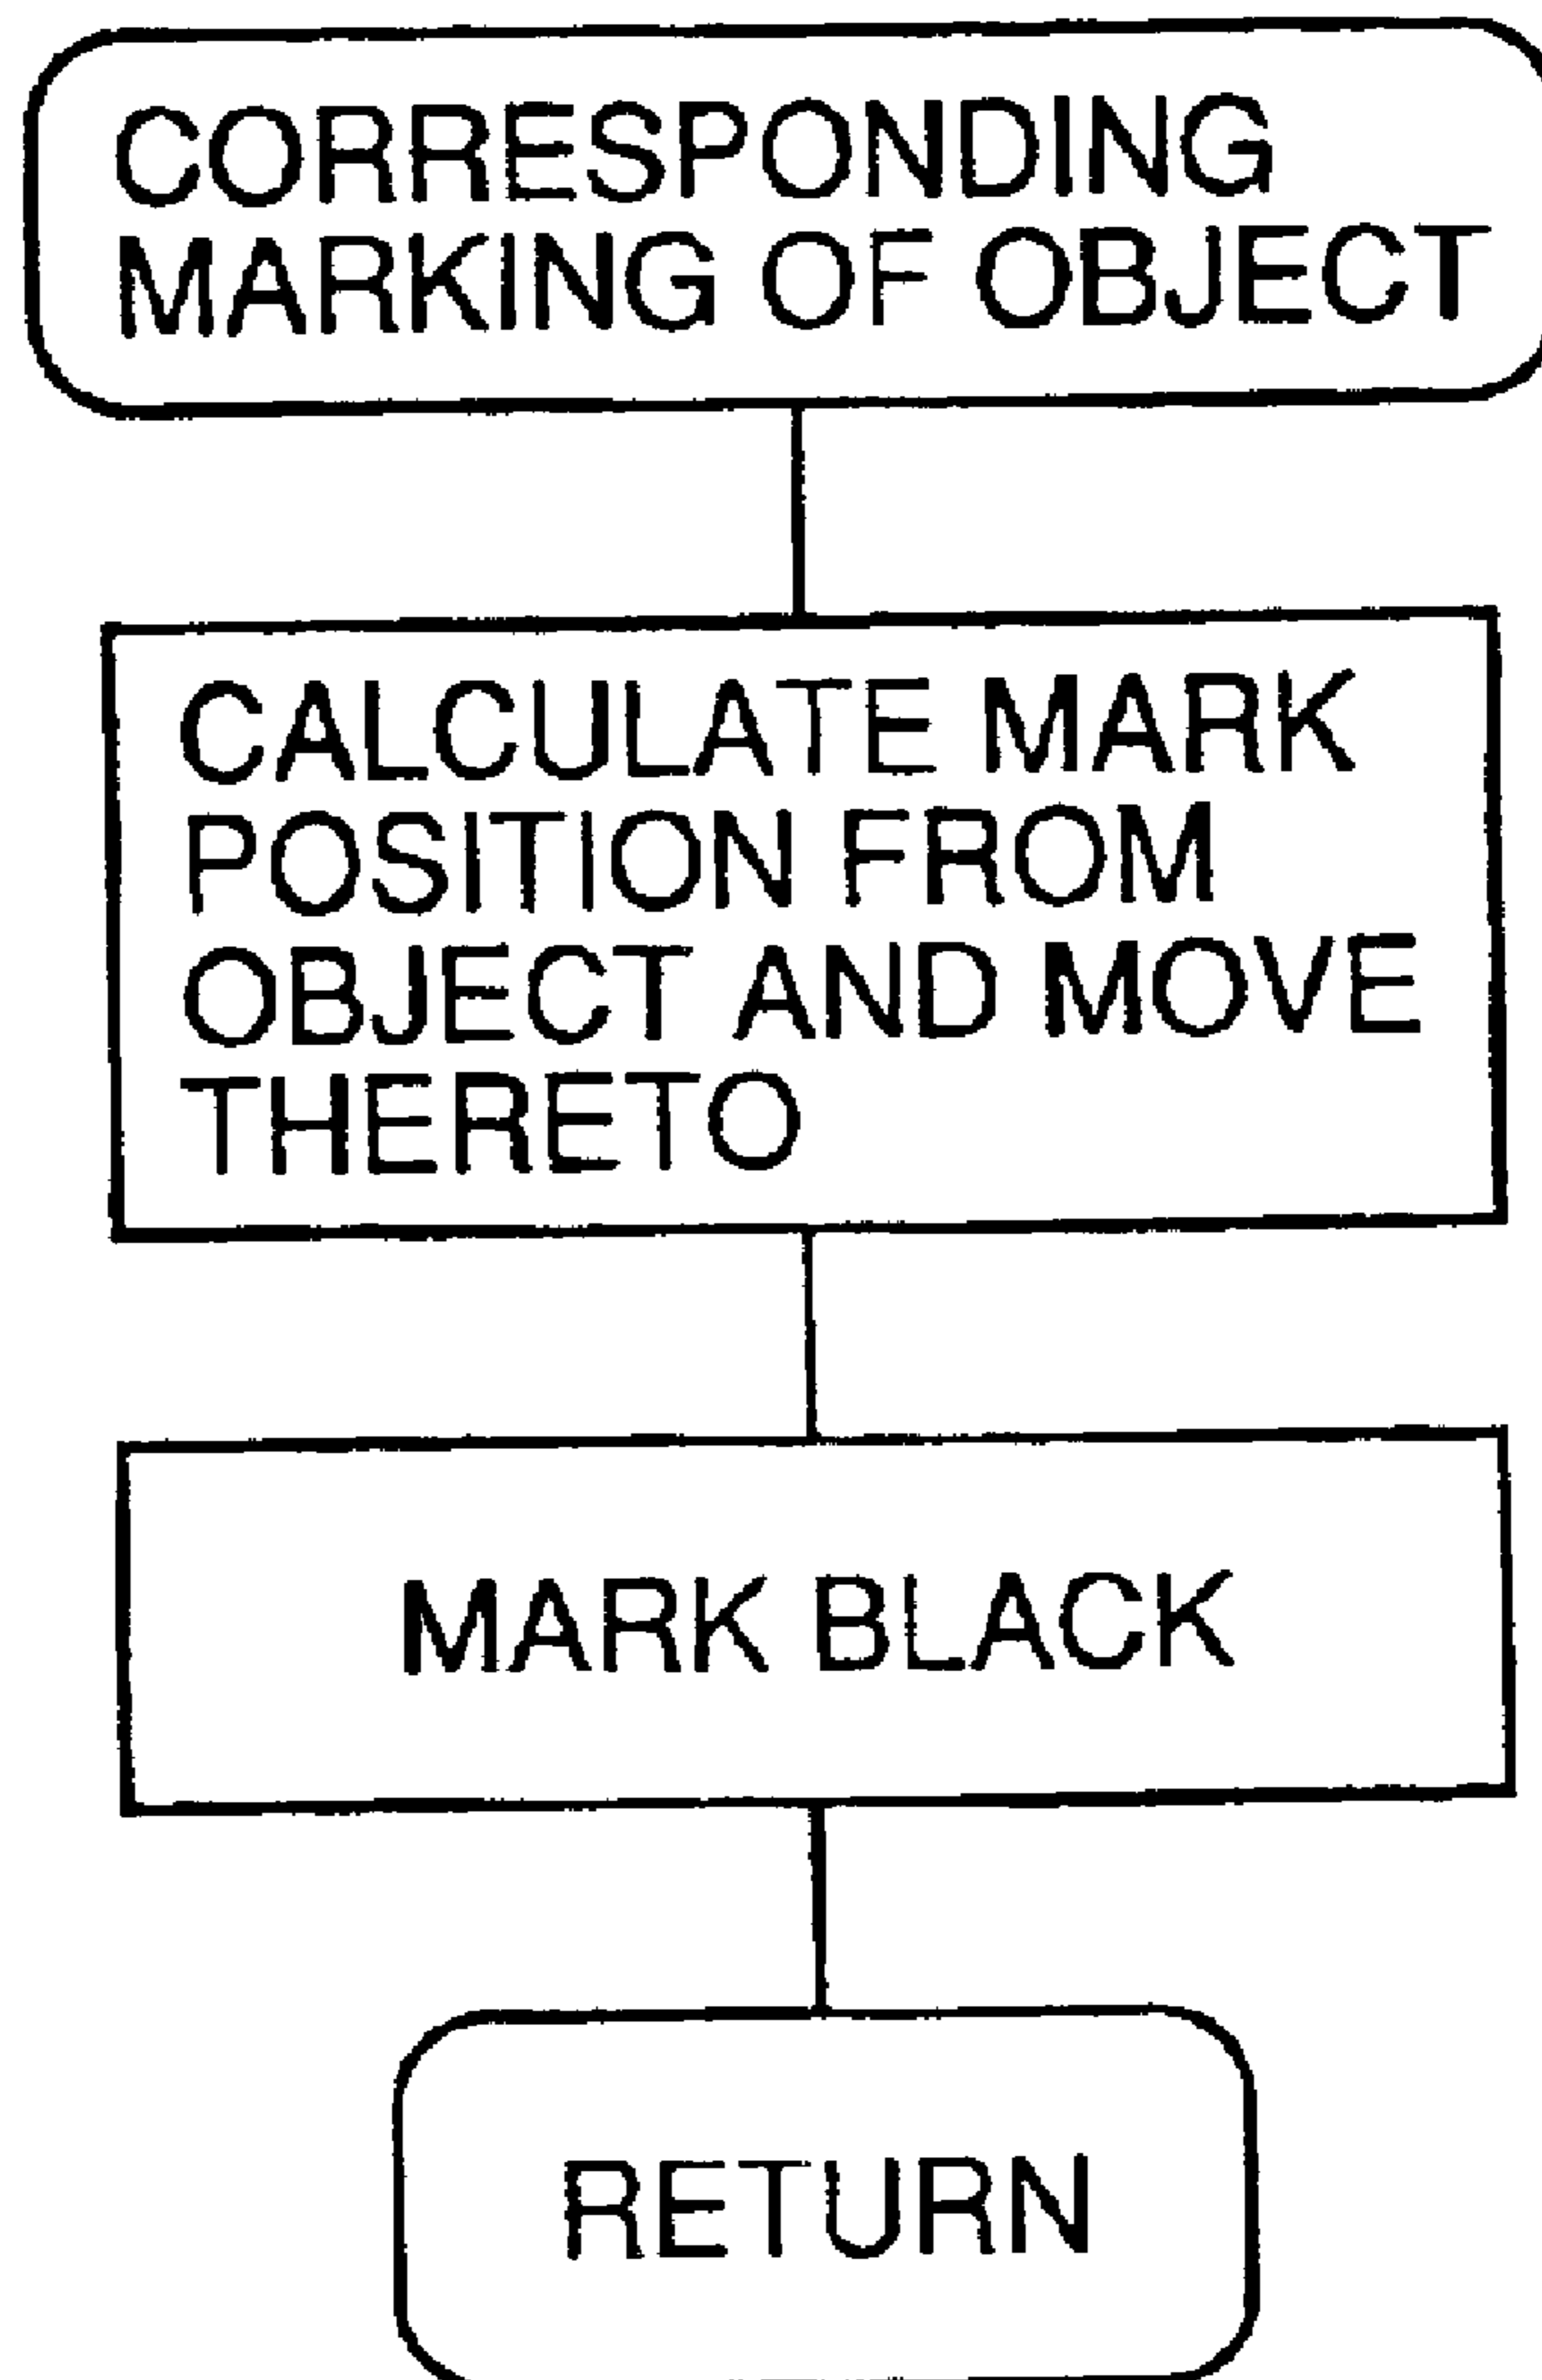 CORRESPONDING
MARKING OF OBJECT
CALCULATE MARK
POSITION FROM
OBJECT AND MOVE
THERETO
MARK BLACK
RETURN